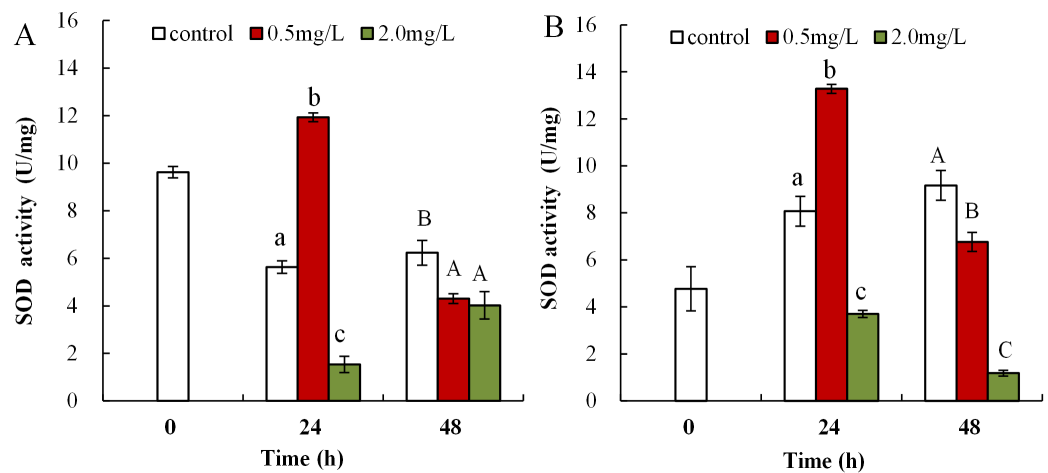 A
control 0.5mg/L 2.0mg/L
SOD activity (U/mg)
16
14
12
10
8
6
4
2
0
a
b
c
B
A
A
0 24 48
Time (h)
B
control 0.5mg/L 2.0mg/L
SOD activity (U/mg)
16
14
12
10
8
6
4
2
0
a
b
c
A
B
C
0 24 48
Time (h)